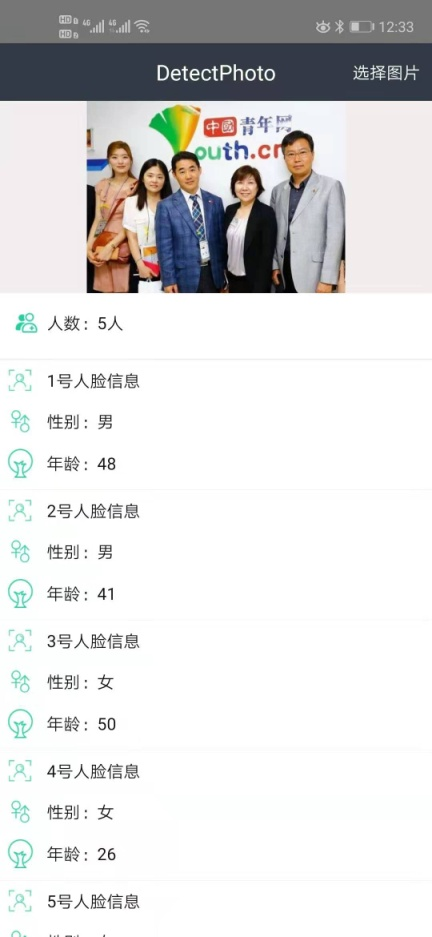 12:33
DetectPhoto
选择图片
中國青年网
outh.cn
人数：5人
1号人脸信息
性别：男
年龄：48
2号人脸信息
性别：男
年龄：41
3号人脸信息
性别：女
年龄：50
4号人脸信息
性别：女
年龄：26
5号人脸信息
性别：女